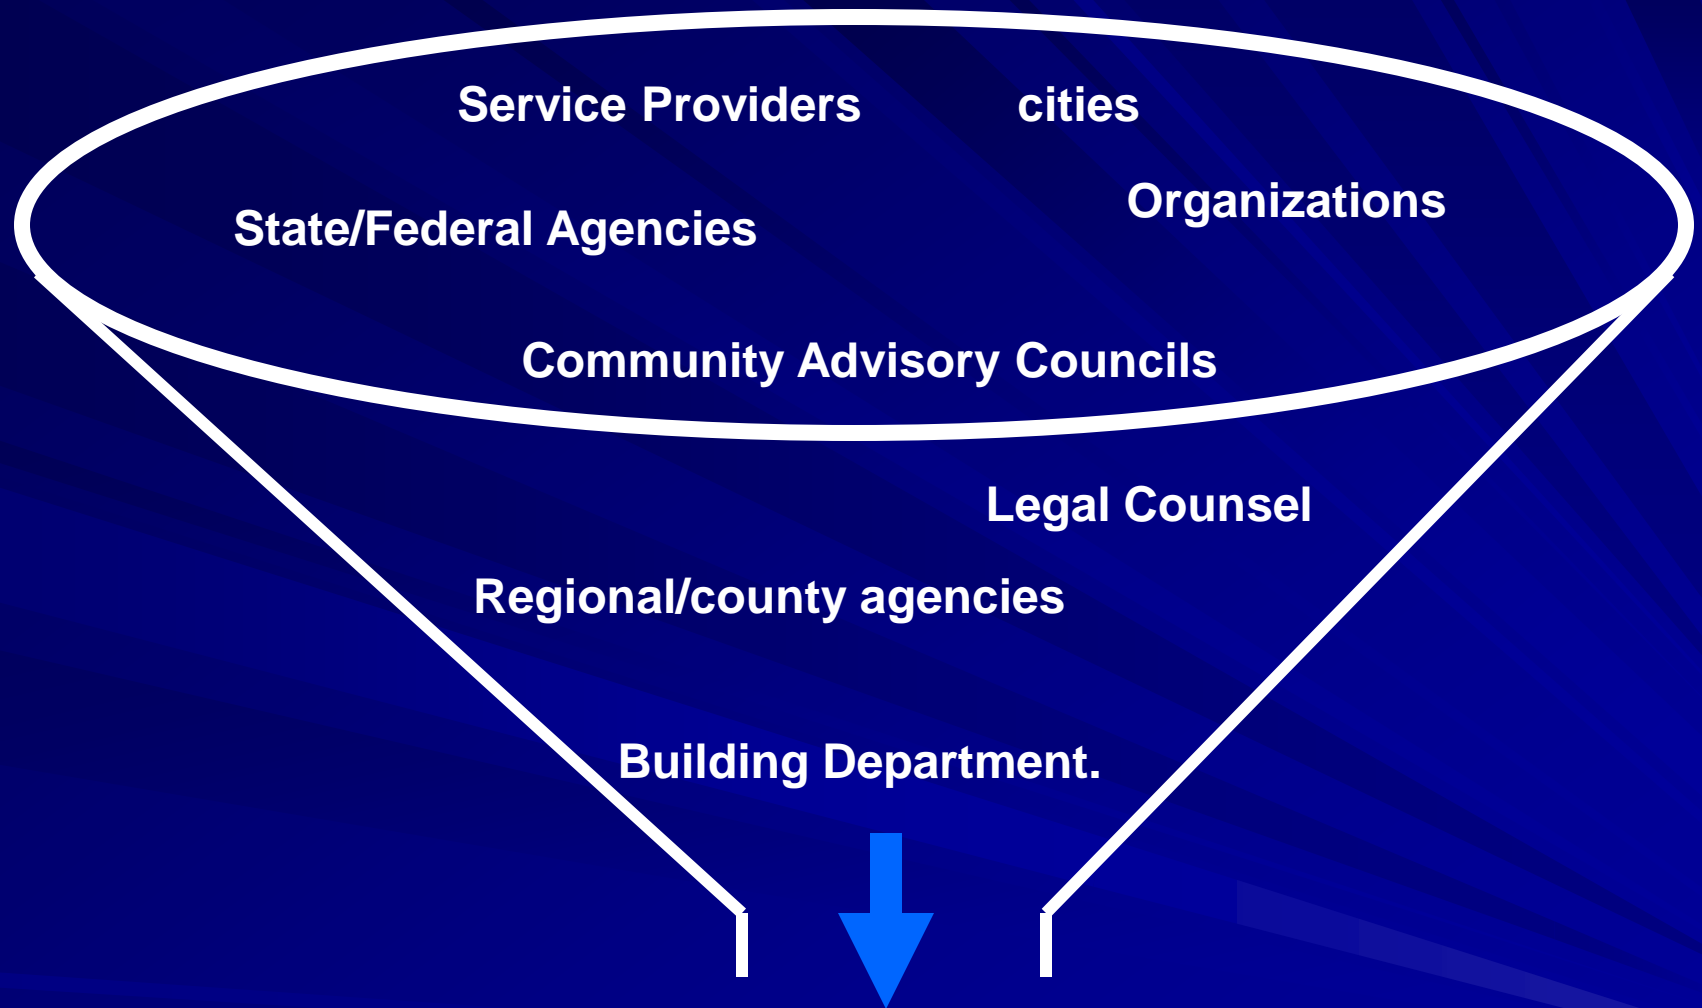 Service Providers cities
Organizations
State/Federal Agencies
Community Advisory Councils
Legal Counsel
Regional/county agencies
Building Department.